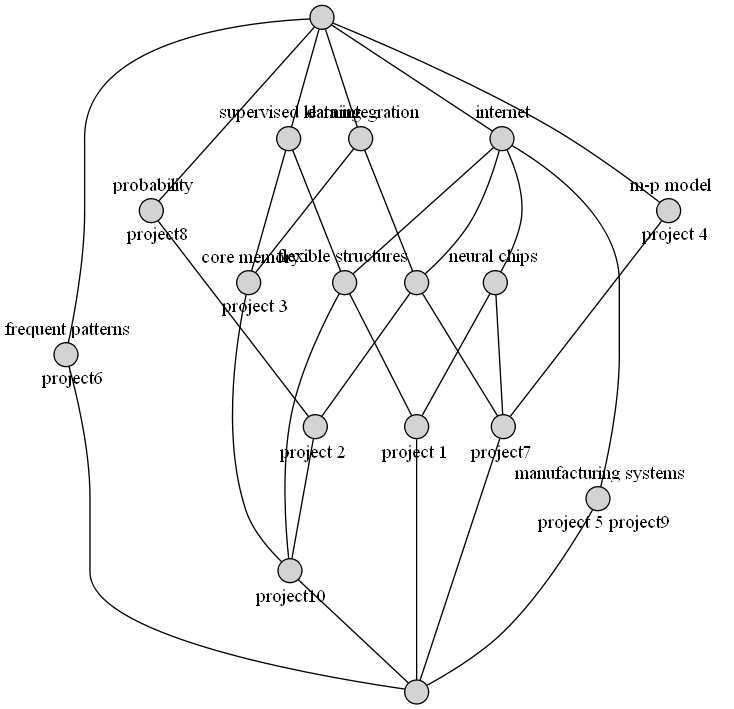 supervised learning data integration internet
probability m-p model
project8 project 4
core memory flexible structures neural chips
project 3
frequent patterns
project6
project 2 project 1 project7
manufacturing systems
project 5 project9
project10